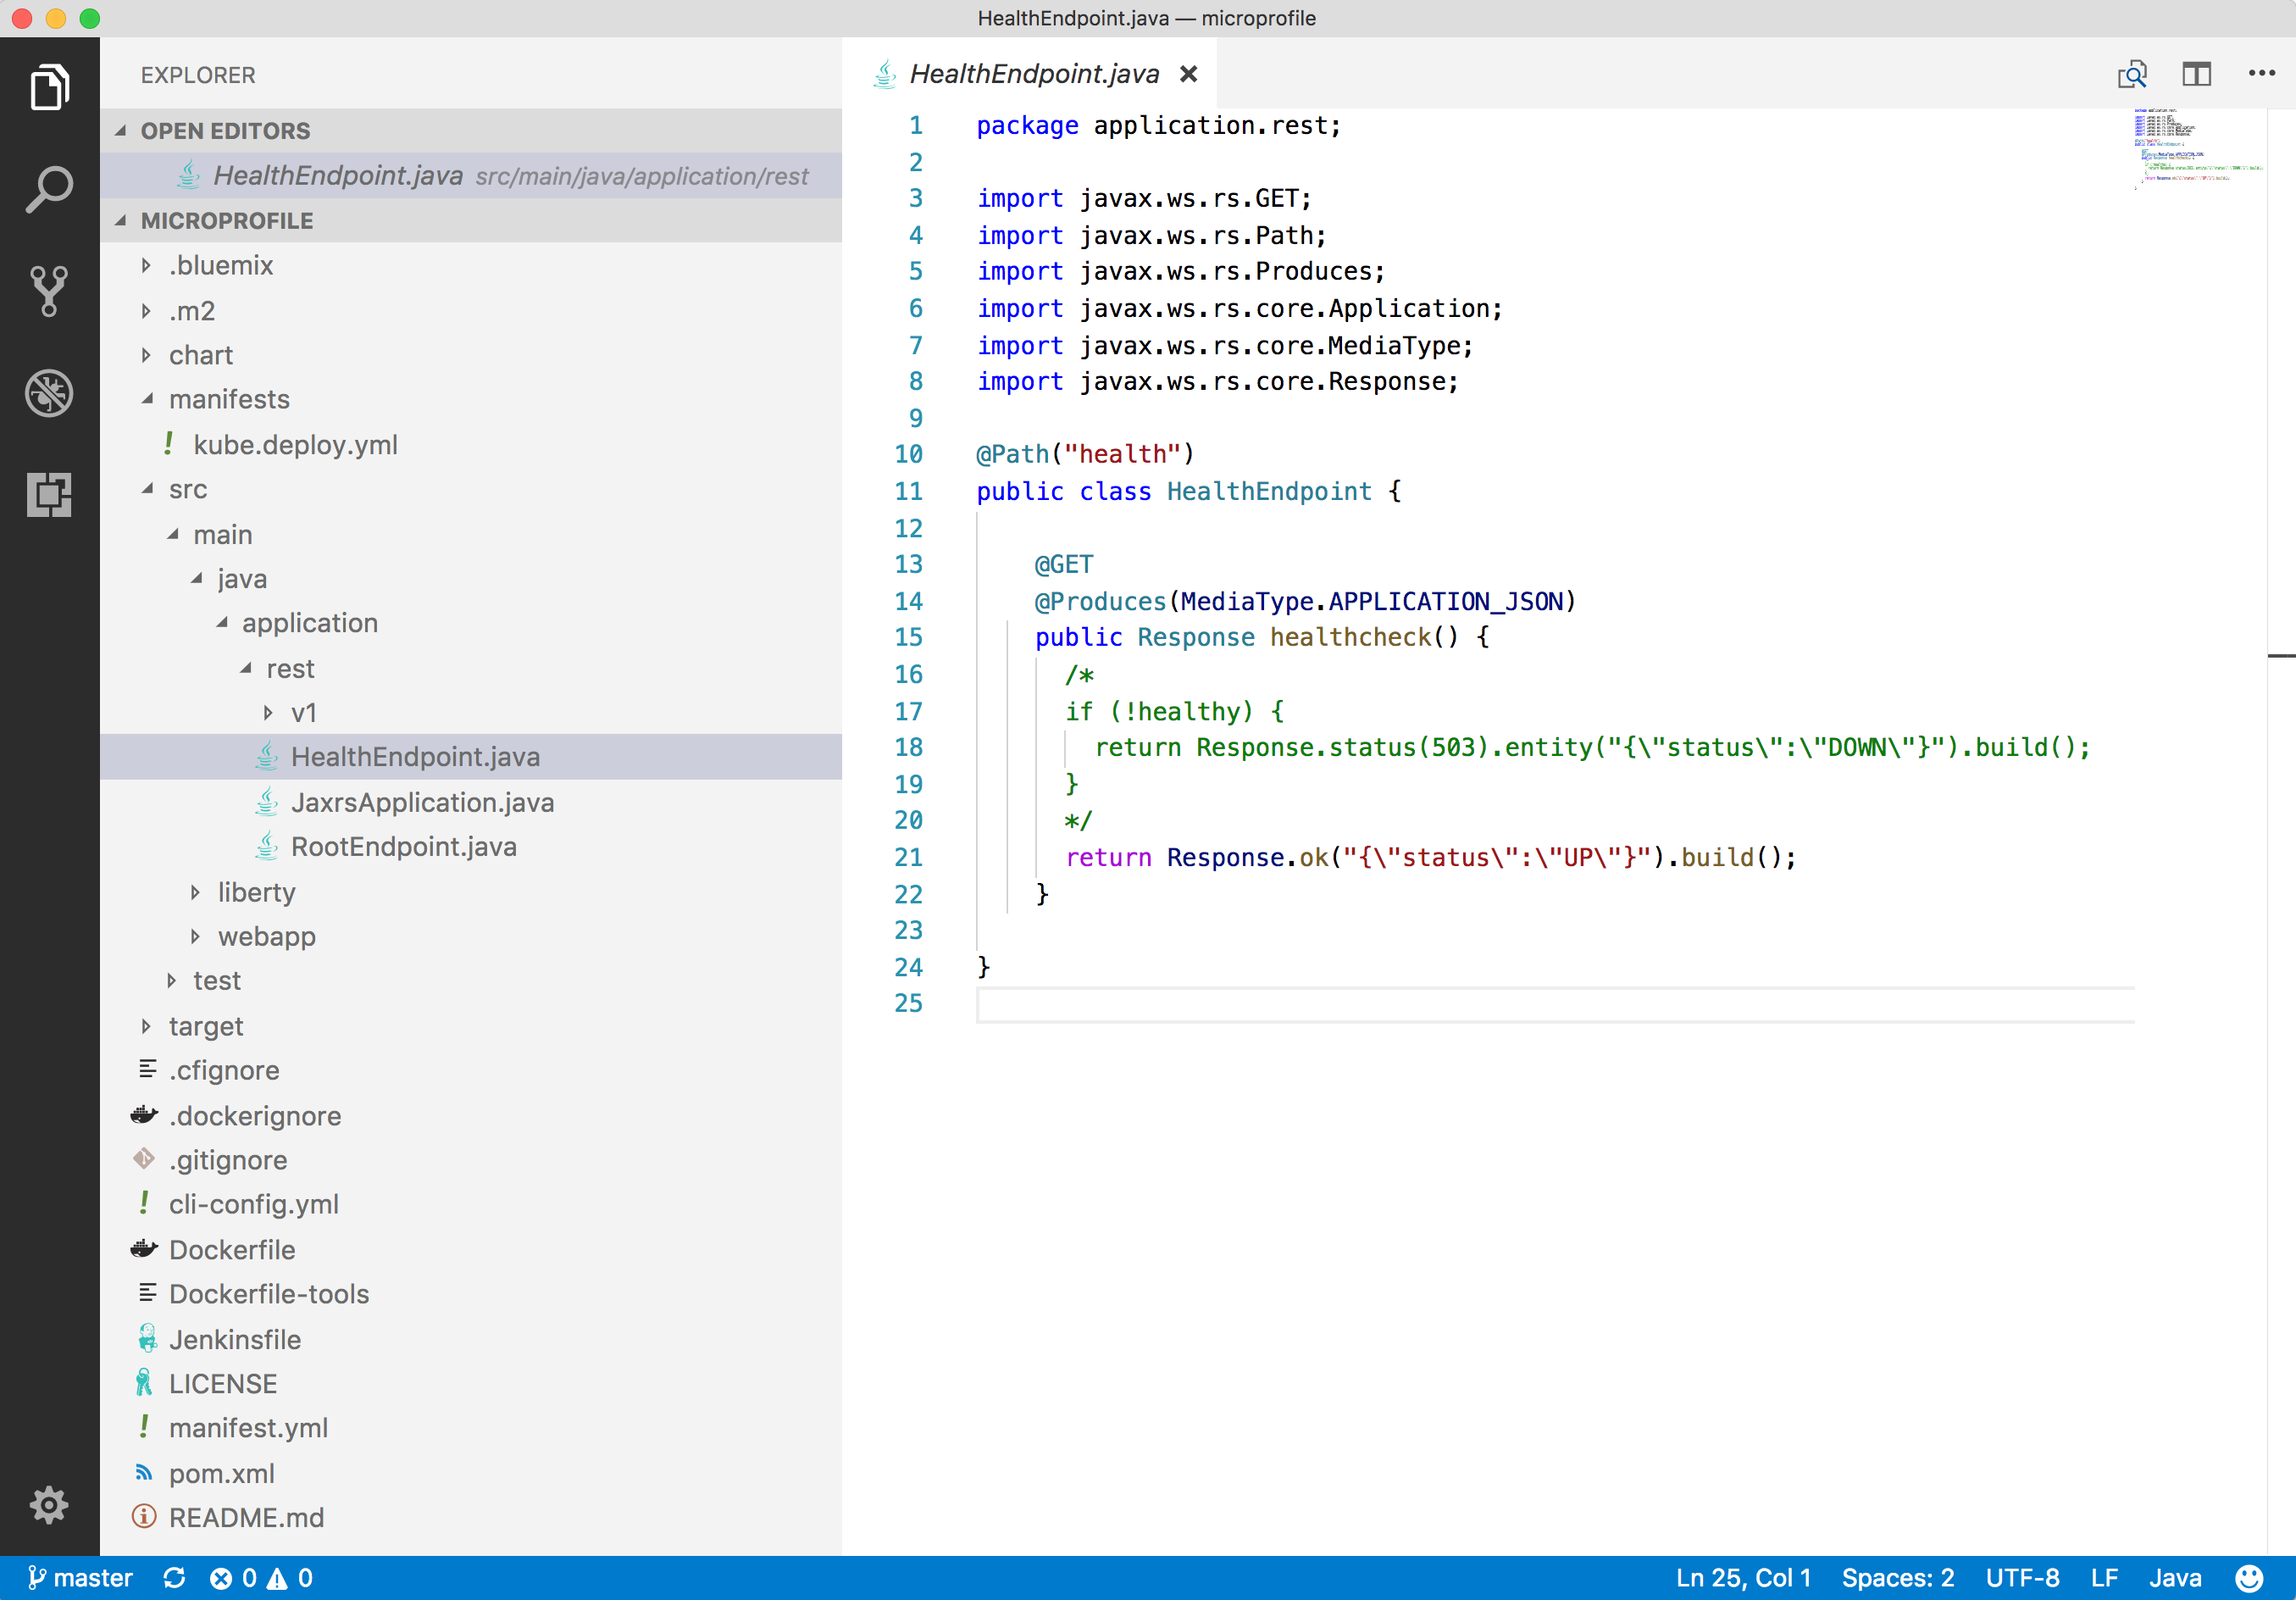 HealthEndpoint.java — microprofile
EXPLORER
OPEN EDITORS
HealthEndpoint.java src/main/java/application/rest
MICROPROFILE
.bluemix
.m2
chart
manifests
kube.deploy.yml
src
main
java
application
rest
v1
HealthEndpoint.java
JaxrsApplication.java
RootEndpoint.java
liberty
webapp
test
target
.cfignore
.dockerignore
.gitignore
cli-config.yml
Dockerfile
Dockerfile-tools
Jenkinsfile
LICENSE
manifest.yml
pom.xml
README.md
HealthEndpoint.java
1 package application.rest;
2
3 import javax.ws.rs.GET;
4 import javax.ws.rs.Path;
5 import javax.ws.rs.Produces;
6 import javax.ws.rs.core.Application;
7 import javax.ws.rs.core.MediaType;
8 import javax.ws.rs.core.Response;
9
10 @Path("health")
11 public class HealthEndpoint {
12
13 @GET
14 @Produces(MediaType.APPLICATION_JSON)
15 public Response healthcheck() {
16 /*
17 if (!healthy) {
18 return Response.status(503).entity("{\"status\":\"DOWN\"}").build();
19 }
20 */
21 return Response.ok("{\"status\":\"UP\"}").build();
22 }
23
24 }
25
master 0 0 Ln 25, Col 1 Spaces: 2 UTF-8 LF Java